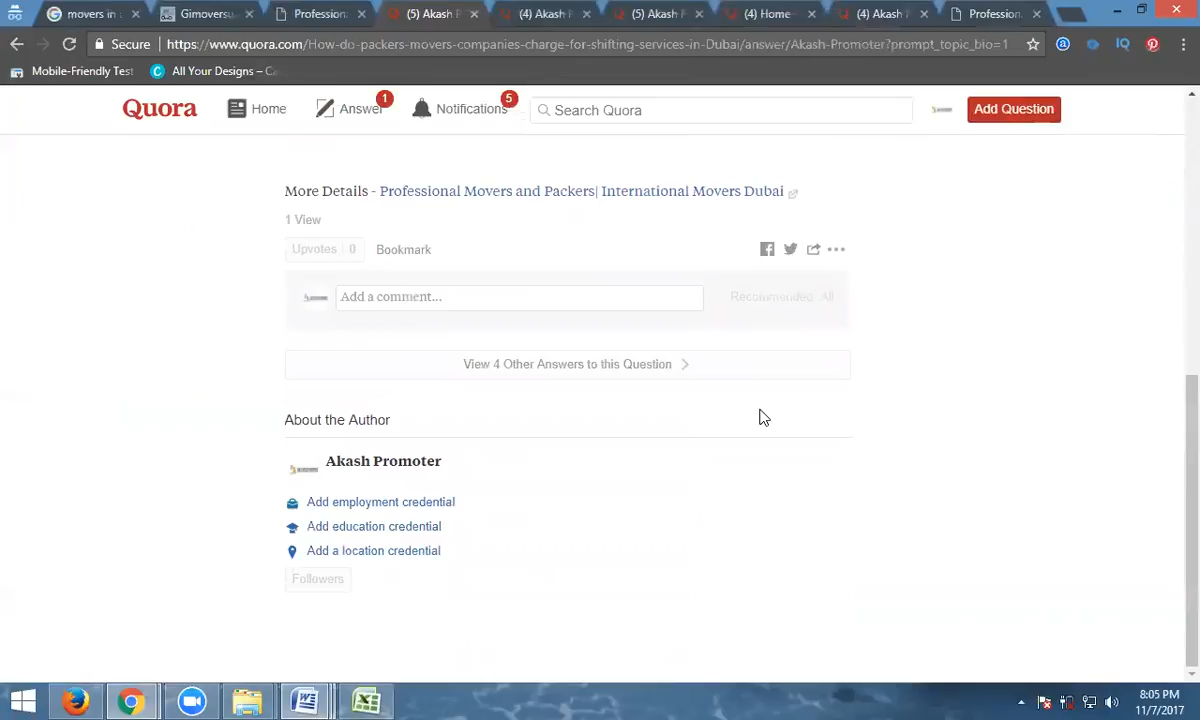 movers in
Gimoversu
Profession
(5) Akash P
(4) Akash
(5) Akash
(4) Home
(4) Akash
Profession
Secure
https://www.quora.com/How-do-packers-movers-companies-charge-for-shifting-services-in-Dubai/answer/Akash-Promoter?prompt_topic_bio=1
Mobile-Friendly Test
All Your Designs – Ca
Quora
Home
Answer
1
Notifications
5
Search Quora
Add Question
More Details - Professional Movers and Packers| International Movers Dubai
1 View
Upvotes 0
Bookmark
Add a comment...
Recommended All
View 4 Other Answers to this Question
About the Author
Akash Promoter
Add employment credential
Add education credential
Add a location credential
Followers
8:05 PM
11/7/2017